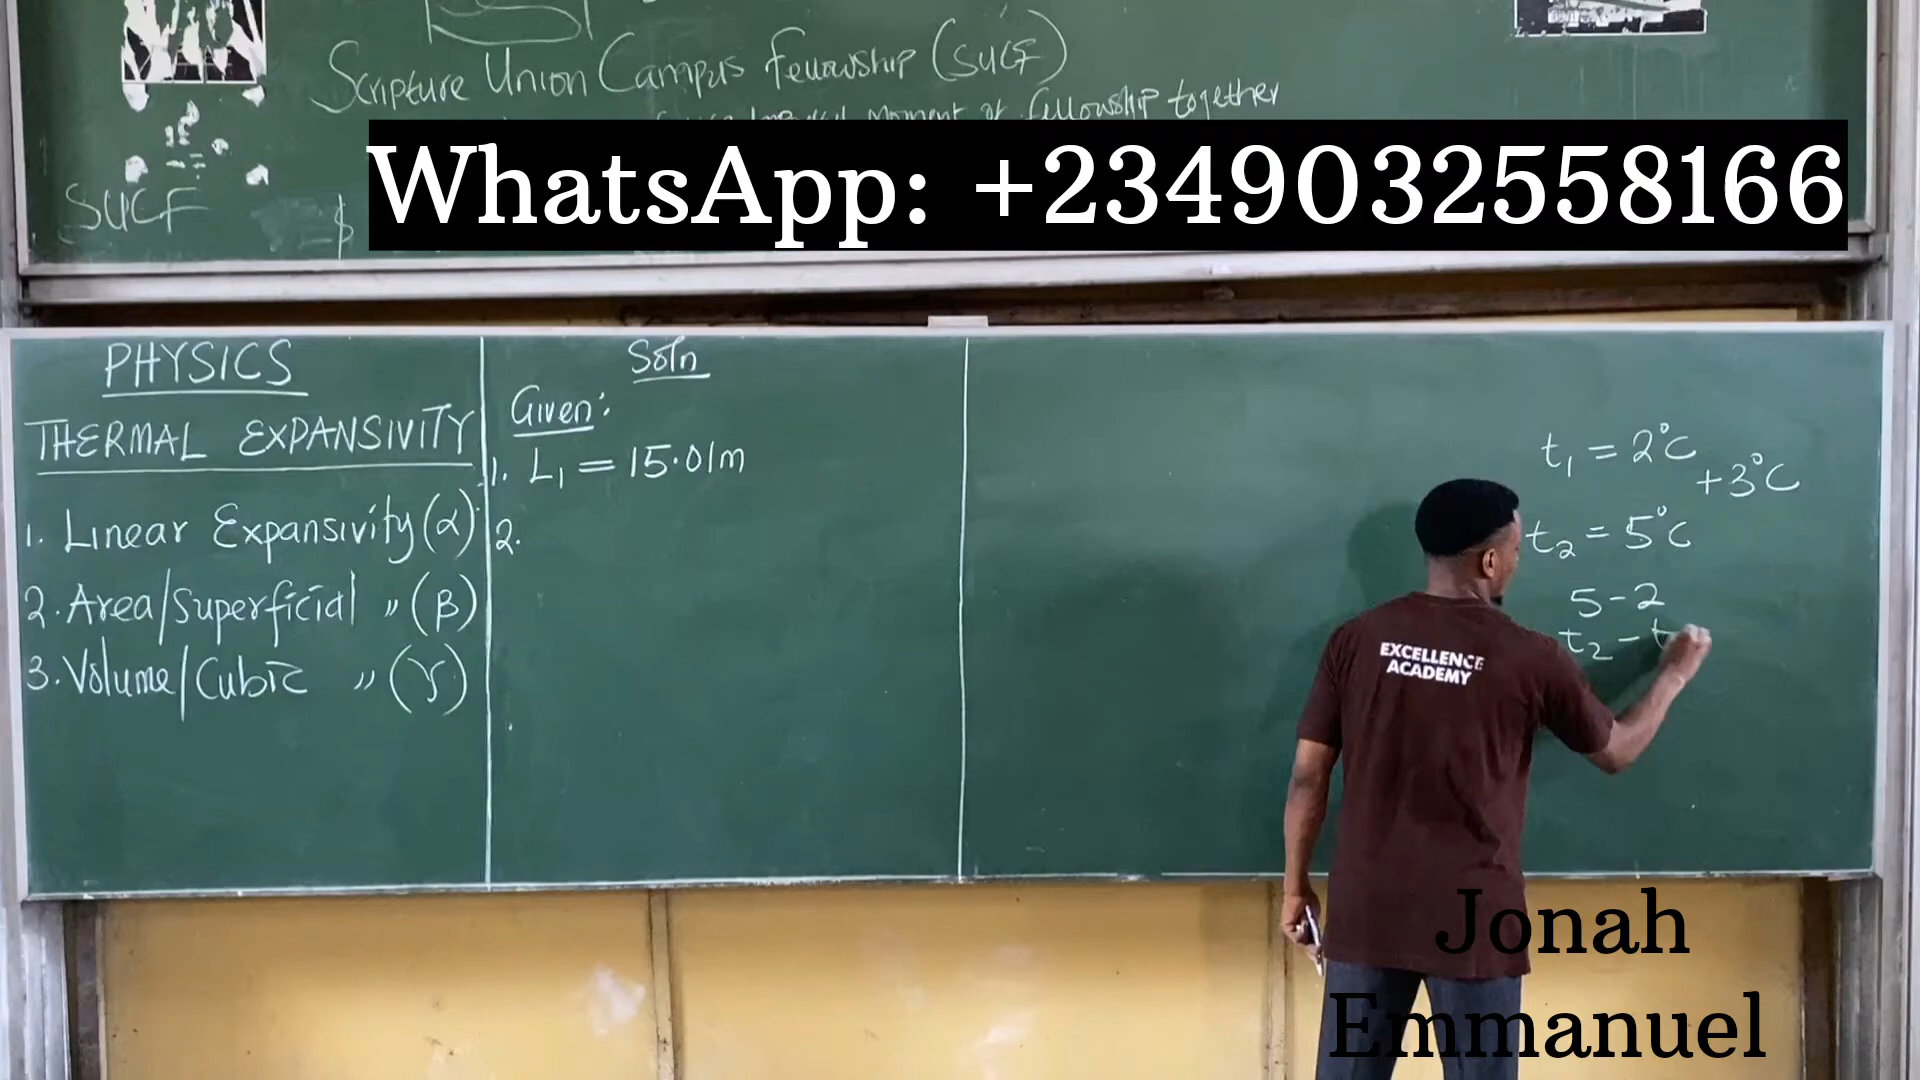 Scripture Union Campus Fellowship (SUCF)
Moment of fellowship together
WhatsApp: +2349032558166
SUCF
$
PHYSICS
THERMAL EXPANSIVITY
1. Linear Expansivity (α)
2. Area/Superficial " (β)
3. Volume/Cubic " (γ)
Soln
Given:
1. L₁ = 15.01m
2.
t₁ = 2°C
+3°C
t₂ = 5°C
5-2
t₂ - t
EXCELLENCE
ACADEMY
Jonah
Emmanuel